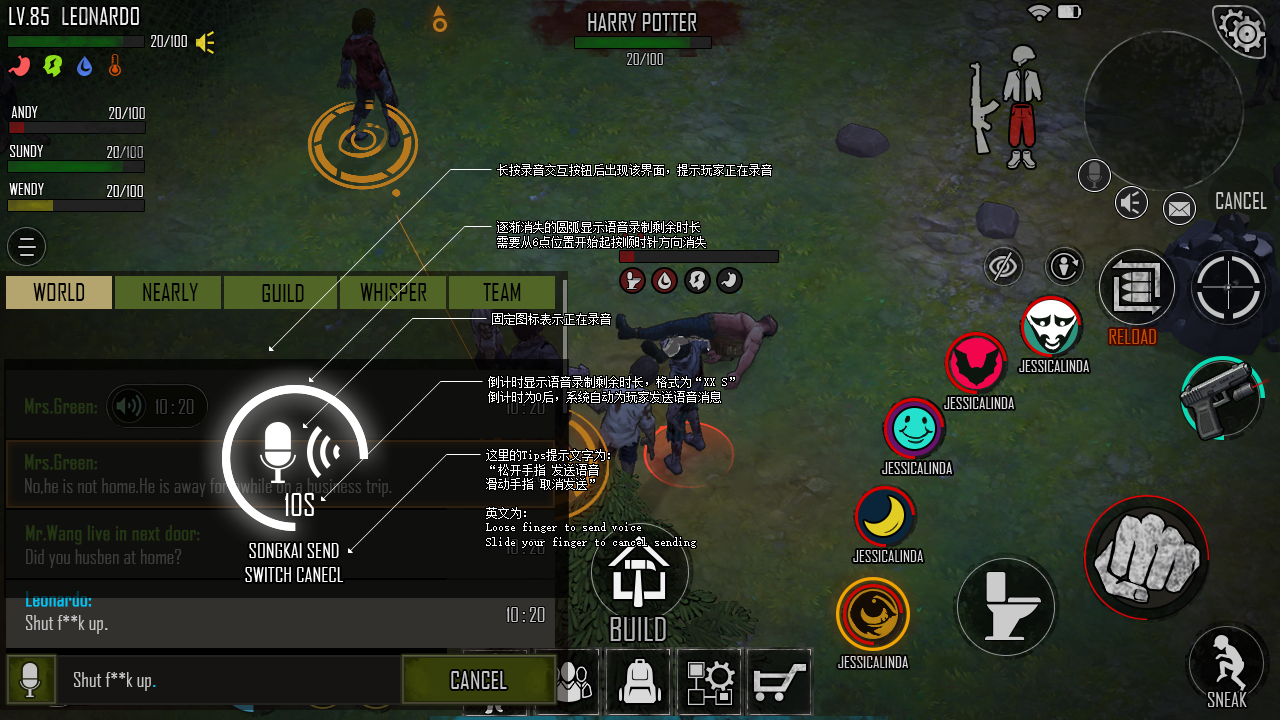 LV.85 LEONARDO
20/100
ANDY 20/100
SUNDY 20/100
WENDY 20/100
HARRY POTTER
20/100
CANCEL
RELOAD
长按录音交互按钮后出现该界面，提示玩家正在录音
逐渐消失的圆弧显示语音录制剩余时长
需要从6点位置开始起按顺时针方向消失
固定图标表示正在录音
倒计时显示语音录制剩余时长，格式为“XX S”
倒计时为0后，系统自动为玩家发送语音消息
这里的Tips提示文字为：
“松开手指 发送语音
滑动手指 取消发送”
英文为：
Loose finger to send voice
Slide your finger to cancel sending
WORLD NEARLY GUILD WHISPER TEAM
Mrs.Green: 10:20
10:20
Mrs.Green:
No,he is not home.He is away for awhile on a business trip.
Mr.Wang live in next door:
Did you husben at home?
10:20
10S
SONGKAI SEND
SWITCH CANECL
Leonardo:
Shut f**k up.
10:20
Shut f**k up.
CANCEL
BUILD
JESSICALINDA
JESSICALINDA
JESSICALINDA
JESSICALINDA
JESSICALINDA
SNEAK